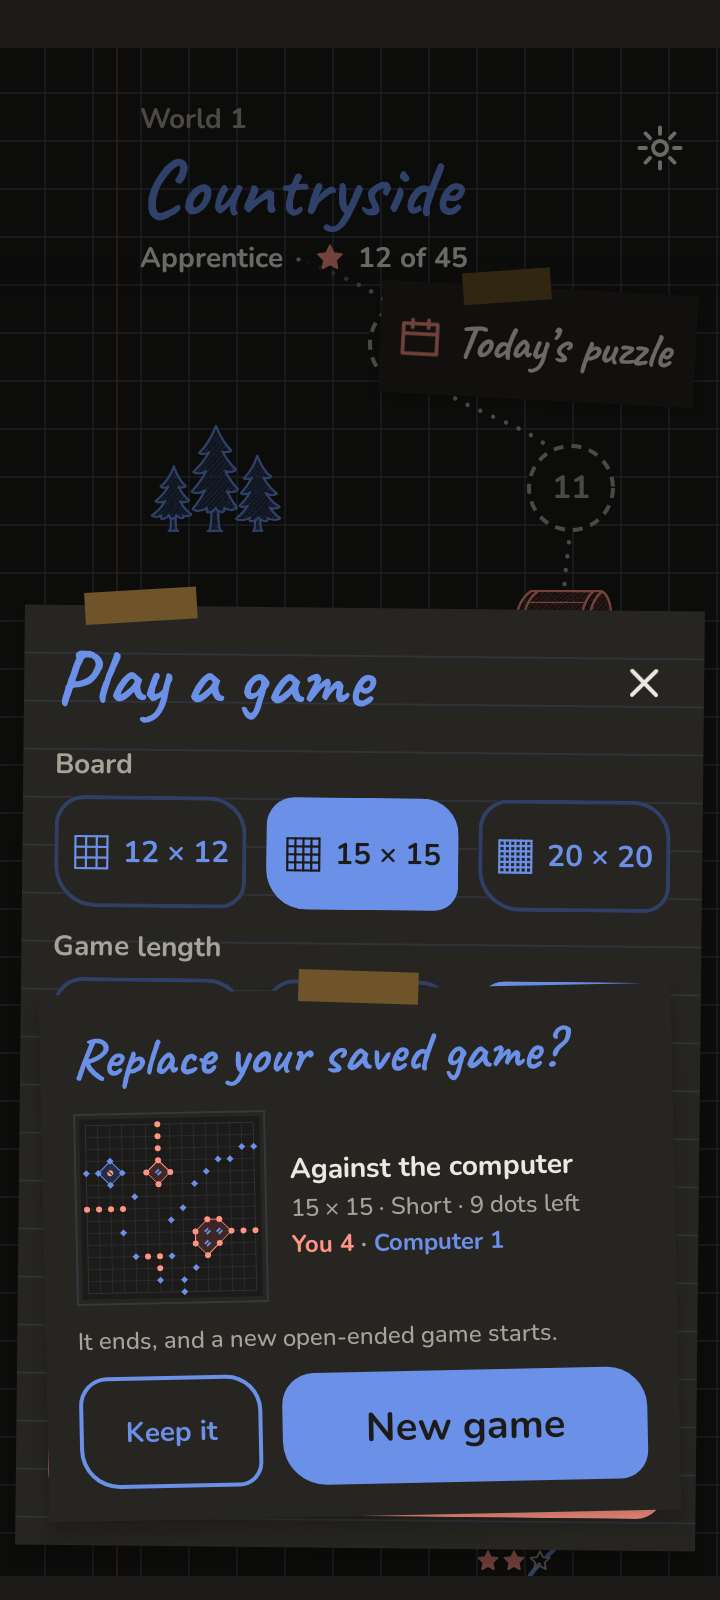 World 1
Countryside
Apprentice · 12 of 45
Today's puzzle
11
Play a game
Board
12 × 12
15 × 15
20 × 20
Game length
Replace your saved game?
Against the computer
15 × 15 · Short · 9 dots left
You 4 · Computer 1
It ends, and a new open-ended game starts.
Keep it
New game